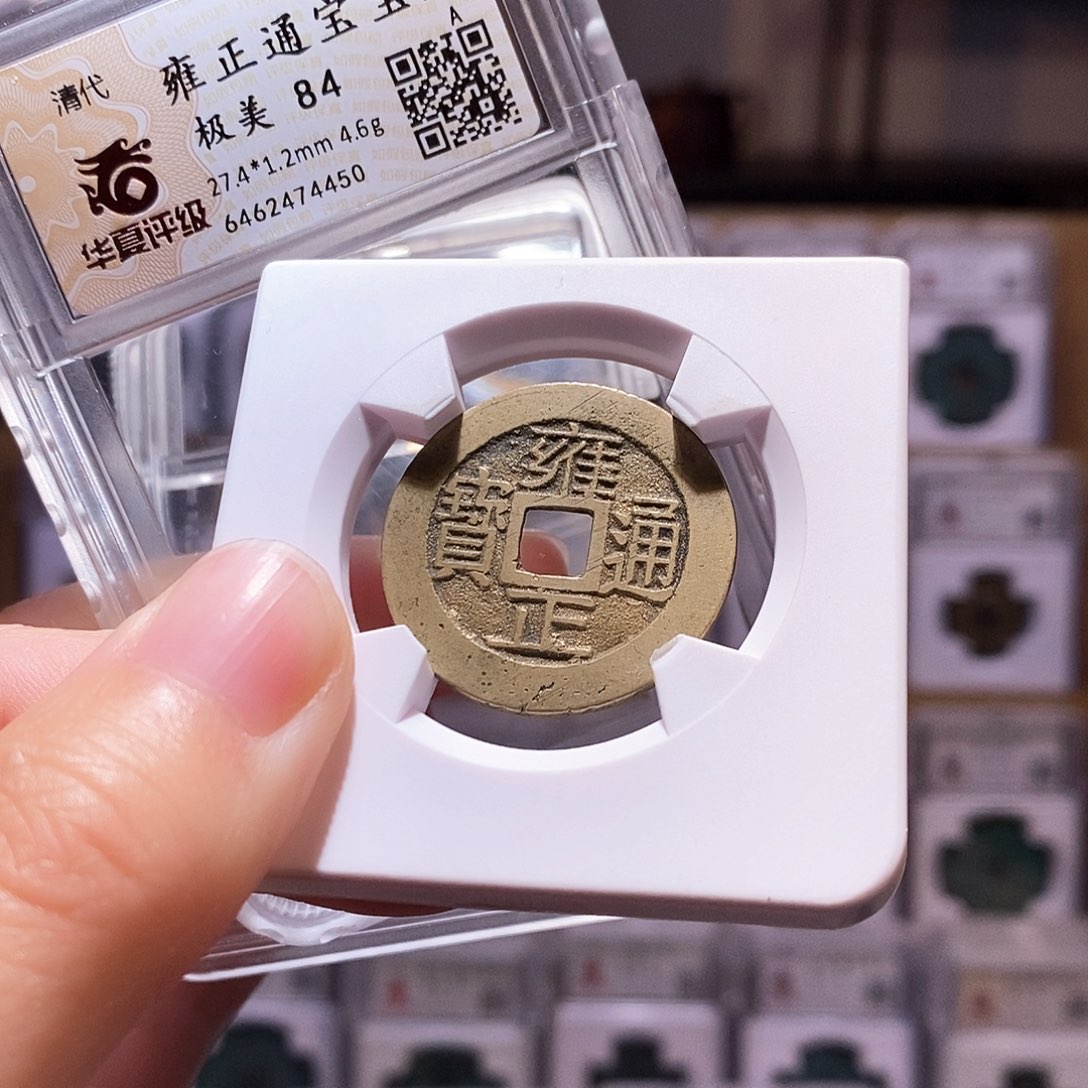 清代
雍正通宝
A
极美 84
27.4*1.2mm 4.6g
华夏评级
6462474450
雍
寶 通
正